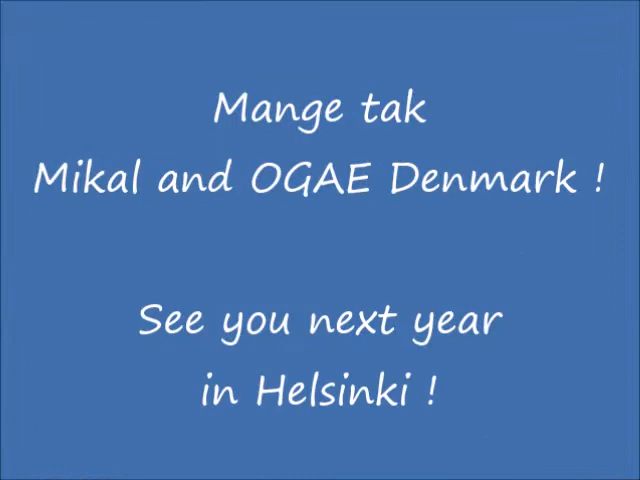 Mange tak
Mikal and OGAE Denmark !
See you next year
in Helsinki !